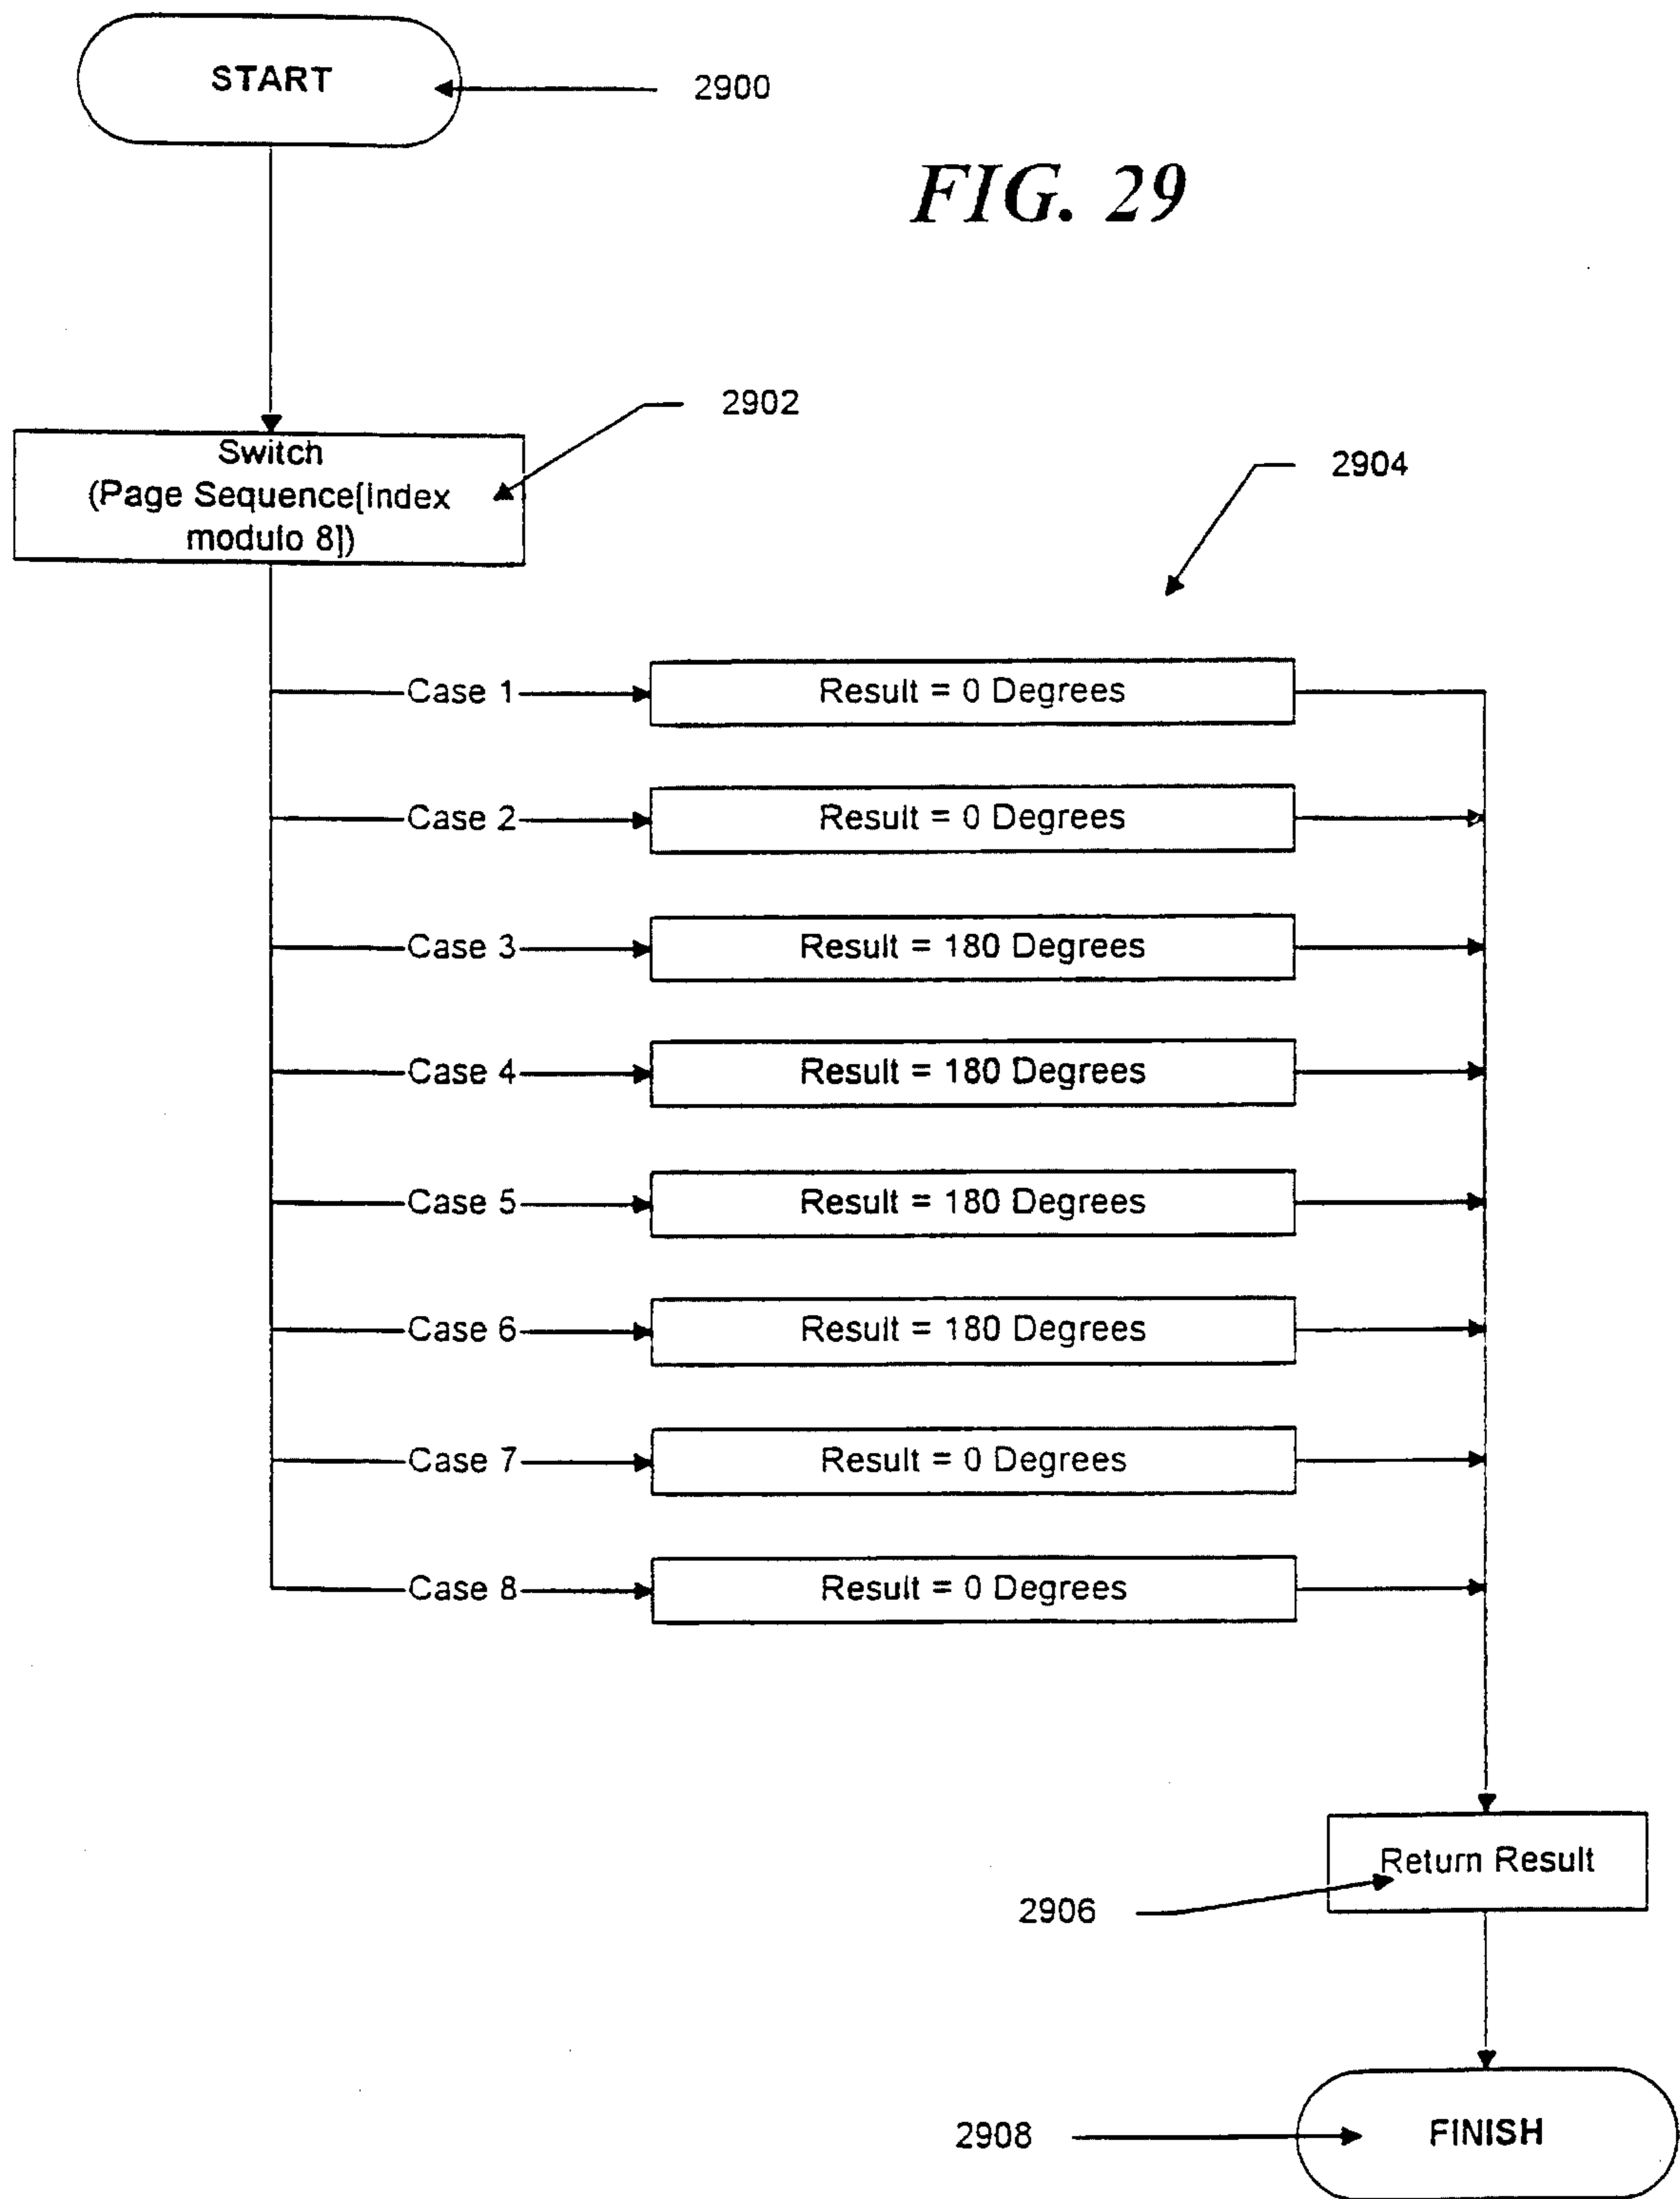 START
2900
FIG. 29
2902
Switch
(Page Sequence[Index
modulo 8])
2904
Case 1
Result = 0 Degrees
Case 2
Result = 0 Degrees
Case 3
Result = 180 Degrees
Case 4
Result = 180 Degrees
Case 5
Result = 180 Degrees
Case 6
Result = 180 Degrees
Case 7
Result = 0 Degrees
Case 8
Result = 0 Degrees
Return Result
2906
2908
FINISH